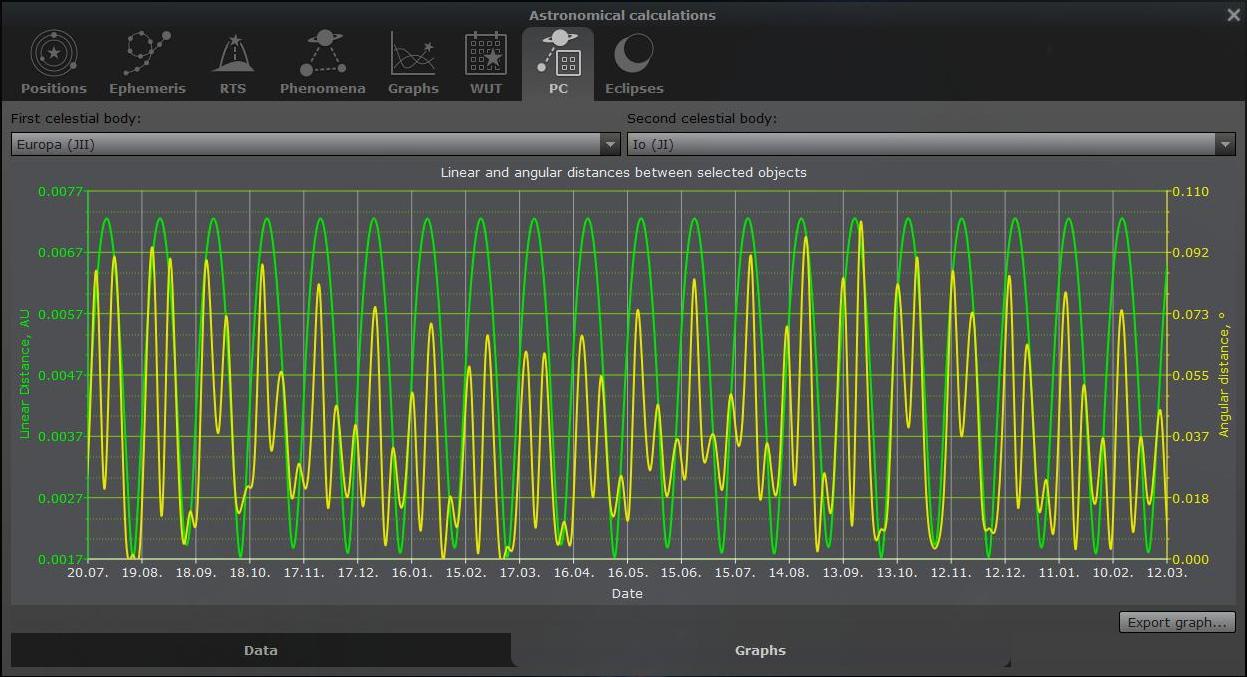 Astronomical calculations
Positions Ephemeris RTS Phenomena Graphs WUT PC Eclipses
First celestial body: Second celestial body:
Europa (JII) Io (JI)
Linear and angular distances between selected objects
0.0077 0.110
0.0067 0.092
0.0057 0.073
0.0047 0.055
0.0037 0.037
0.0027 0.018
0.0017 0.000
Linear Distance, AU
Angular distance, °
20.07. 19.08. 18.09. 18.10. 17.11. 17.12. 16.01. 15.02. 17.03. 16.04. 16.05. 15.06. 15.07. 14.08. 13.09. 13.10. 12.11. 12.12. 11.01. 10.02. 12.03.
Date
Export graph...
Data Graphs